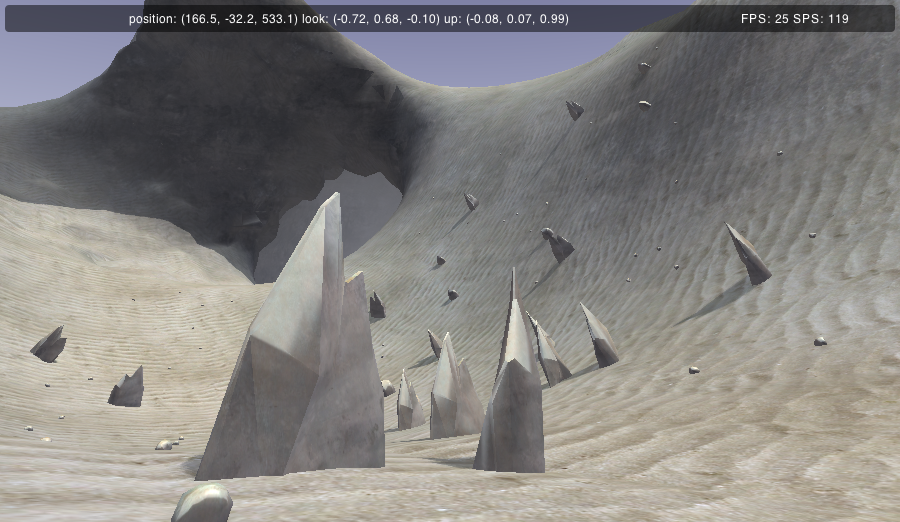 position: (166.5, -32.2, 533.1) look: (-0.72, 0.68, -0.10) up: (-0.08, 0.07, 0.99) FPS: 25 SPS: 119